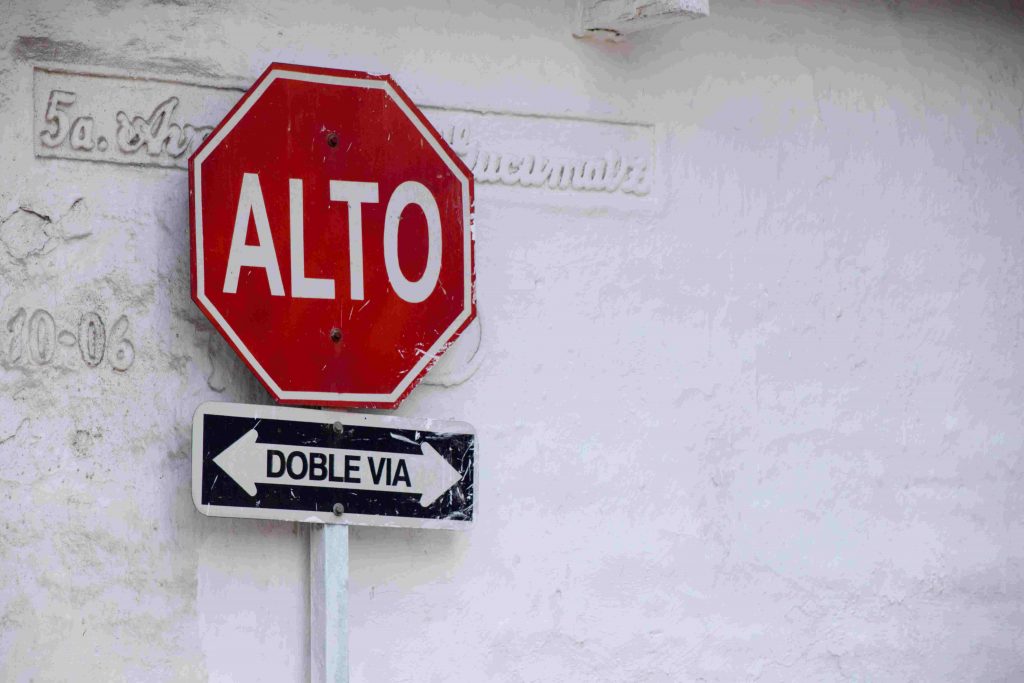 5a.
ALTO
10-06
DOBLE VIA